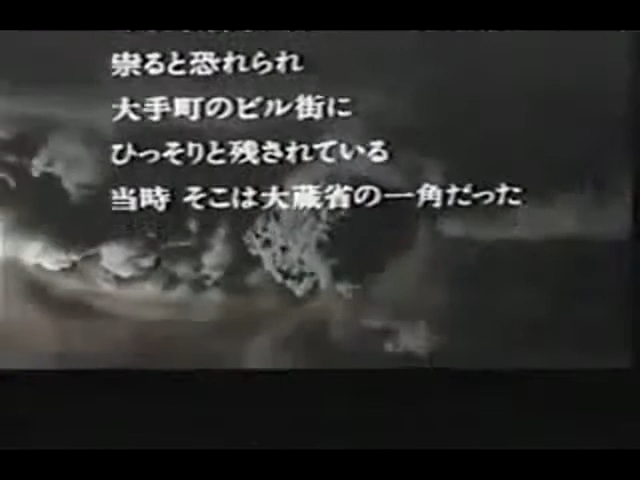 祟ると恐れられ
大手町のビル街に
ひっそりと残されている
当時 そこは大蔵省の一角だった